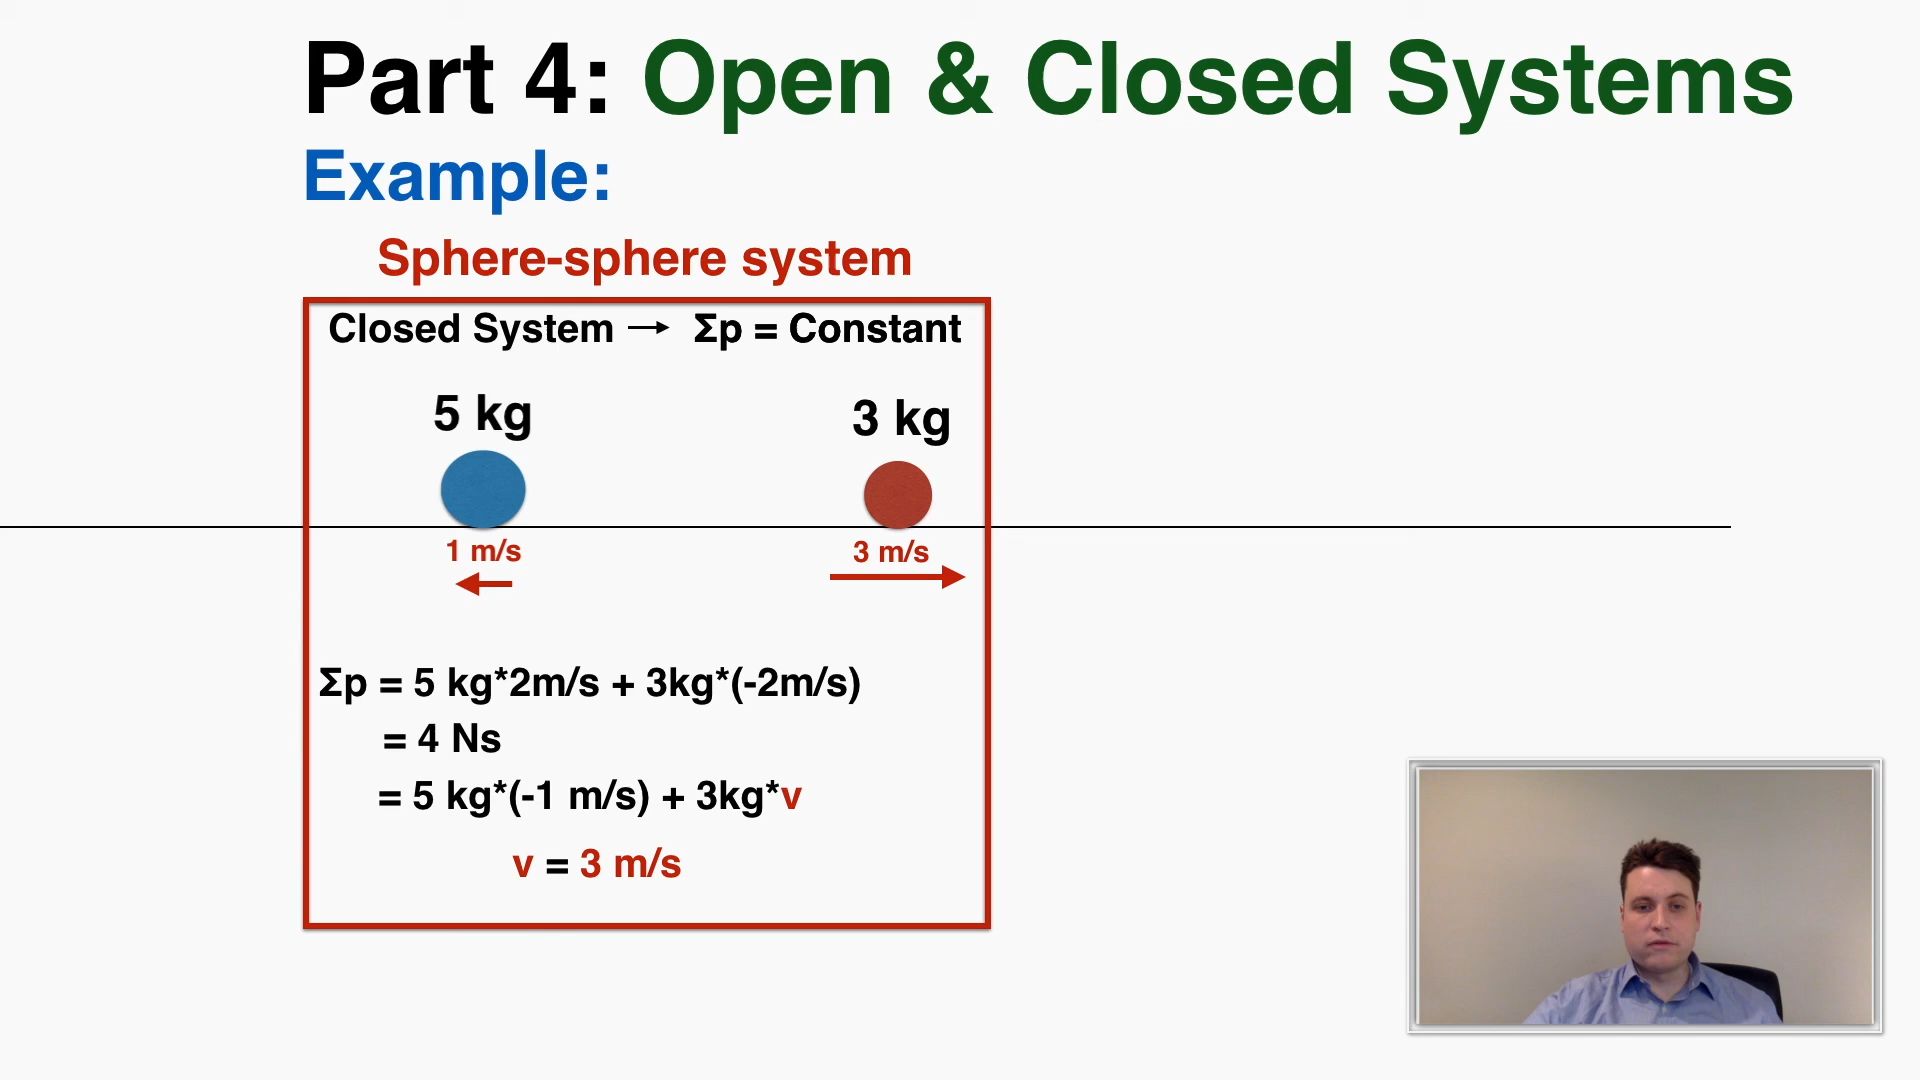 Part 4: Open & Closed Systems
Example:
Sphere-sphere system
Closed System → Σp = Constant
5 kg
3 kg
1 m/s
3 m/s
Σp = 5 kg*2m/s + 3kg*(-2m/s)
= 4 Ns
= 5 kg*(-1 m/s) + 3kg*v
v = 3 m/s